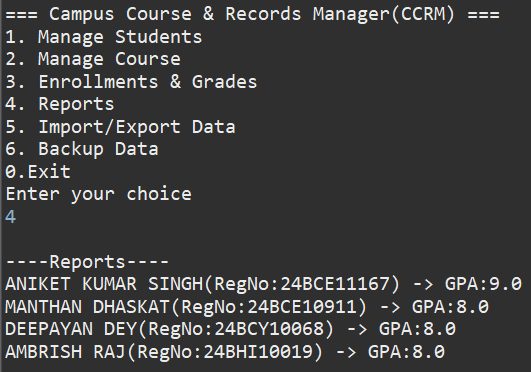 === Campus Course & Records Manager(CCRM) ===
1. Manage Students
2. Manage Course
3. Enrollments & Grades
4. Reports
5. Import/Export Data
6. Backup Data
0.Exit
Enter your choice
4
----Reports----
ANIKET KUMAR SINGH(RegNo:24BCE11167) -> GPA:9.0
MANTHAN DHASKAT(RegNo:24BCE10911) -> GPA:8.0
DEEPAYAN DEY(RegNo:24BCY10068) -> GPA:8.0
AMBRISH RAJ(RegNo:24BHI10019) -> GPA:8.0